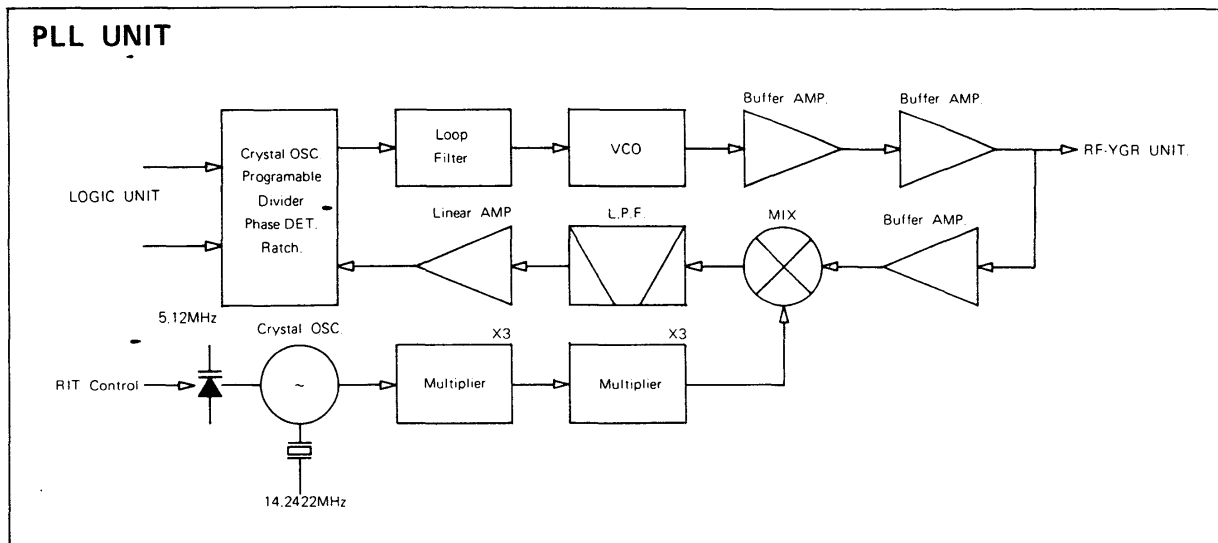 PLL UNIT
Buffer AMP.
Buffer AMP.
Crystal OSC.
Programable
Divider
Phase DET.
Ratch.
Loop
Filter
VCO
RF-YGR UNIT.
LOGIC UNIT
Linear AMP
L.P.F.
MIX
Buffer AMP.
5.12MHz
Crystal OSC.
X3
X3
RIT Control
~
Multiplier
Multiplier
14.2422MHz